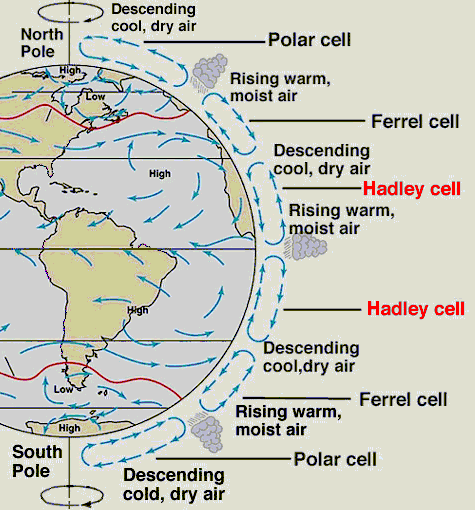 Descending
cool, dry air
North
Pole
Polar cell
High
Rising warm,
moist air
Low
Ferrel cell
Descending
cool, dry air
High
Hadley cell
Rising warm,
moist air
High
Hadley cell
Descending
cool,dry air
Low
Ferrel cell
Rising warm,
moist air
High
South
Pole
Polar cell
Descending
cold, dry air